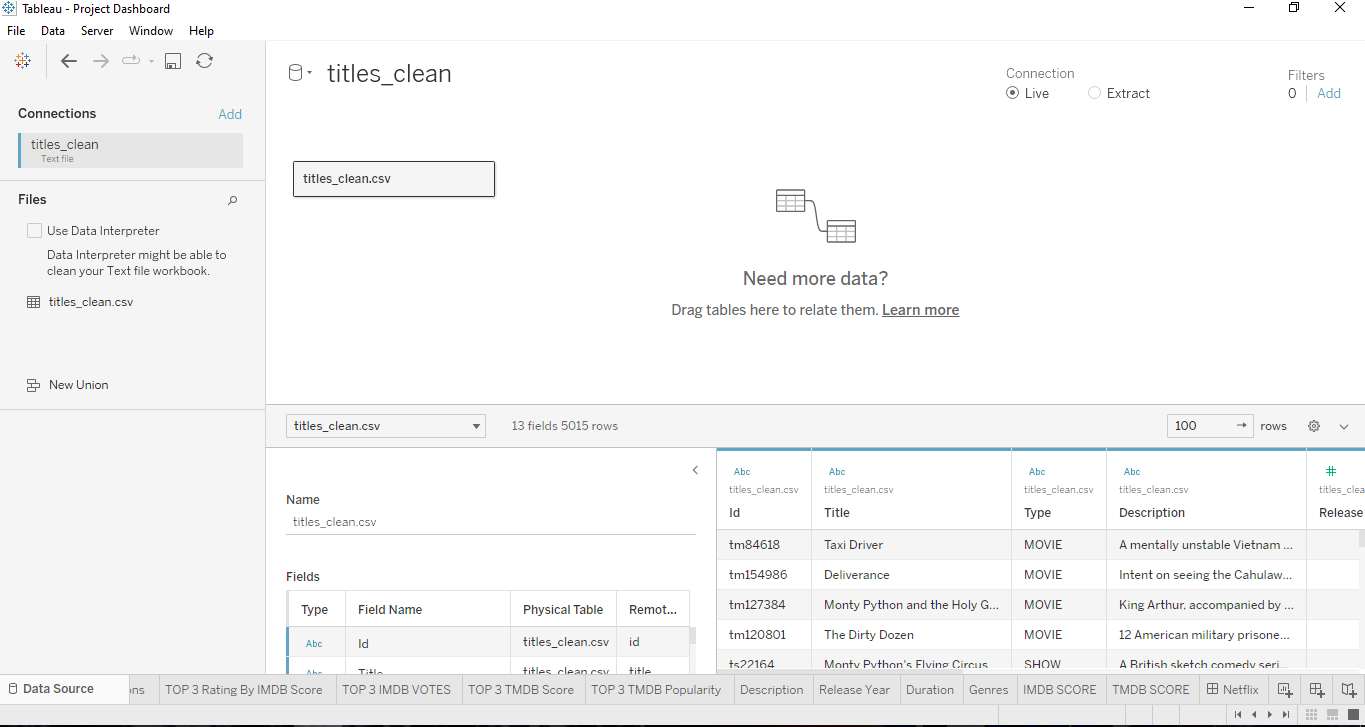 Tableau - Project Dashboard
File Data Server Window Help
titles_clean
Connection
Live Extract
Filters
0 Add
Connections Add
titles_clean
Text file
titles_clean.csv
Files
Use Data Interpreter
Data Interpreter might be able to
clean your Text file workbook.
titles_clean.csv
New Union
Need more data?
Drag tables here to relate them. Learn more
titles_clean.csv 13 fields 5015 rows 100 rows
Name
titles_clean.csv
Fields
Type Field Name Physical Table Remot...
Abc Id titles_clean.csv id
Abc Title titles_clean.csv title
Abc Abc Abc Abc #
titles_clean.csv titles_clean.csv titles_clean.csv titles_clean.csv titles_clea
Id Title Type Description Release
tm84618 Taxi Driver MOVIE A mentally unstable Vietnam ...
tm154986 Deliverance MOVIE Intent on seeing the Cahulaw...
tm127384 Monty Python and the Holy G... MOVIE King Arthur, accompanied by ...
tm120801 The Dirty Dozen MOVIE 12 American military prisone...
ts22164 Monty Python's Flying Circus SHOW A British sketch comedy seri...
Data Source ons TOP 3 Rating By IMDB Score TOP 3 IMDB VOTES TOP 3 TMDB Score TOP 3 TMDB Popularity Description Release Year Duration Genres IMDB SCORE TMDB SCORE Netflix